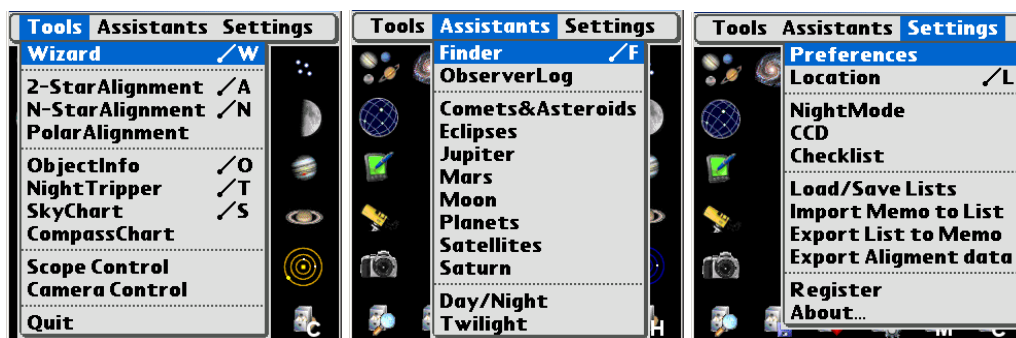 Tools Assistants Settings
Wizard /W
2-StarAlignment /A
N-StarAlignment /N
PolarAlignment
ObjectInfo /O
NightTripper /T
SkyChart /S
CompassChart
Scope Control
Camera Control
Quit
C
Tools Assistants Settings
Finder /F
ObserverLog
Comets&Asteroids
Eclipses
Jupiter
Mars
Moon
Planets
Satellites
Saturn
Day/Night
Twilight
H
Tools Assistants Settings
Preferences
Location /L
NightMode
CCD
Checklist
Load/Save Lists
Import Memo to List
Export List to Memo
Export Aligment data
Register
About...